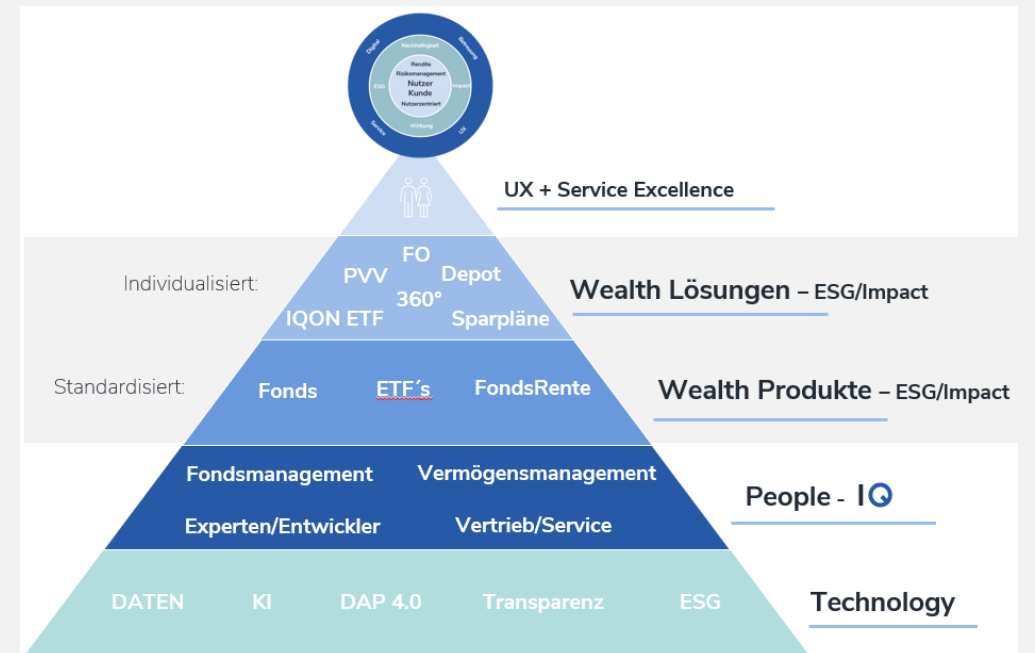 Digital
Betreuung
Nachhaltigkeit
Rendite
Risikomanagement
ESG
Nutzer
Impact
Kunde
Nutzerzentriert
Wirkung
Service
UX
UX + Service Excellence
Individualisiert:
FO
PVV
Depot
360°
IQON ETF
Sparpläne
Wealth Lösungen – ESG/Impact
Standardisiert:
Fonds
ETF´s
FondsRente
Wealth Produkte – ESG/Impact
Fondsmanagement
Vermögensmanagement
Experten/Entwickler
Vertrieb/Service
People - IQ
DATEN
KI
DAP 4.0
Transparenz
ESG
Technology